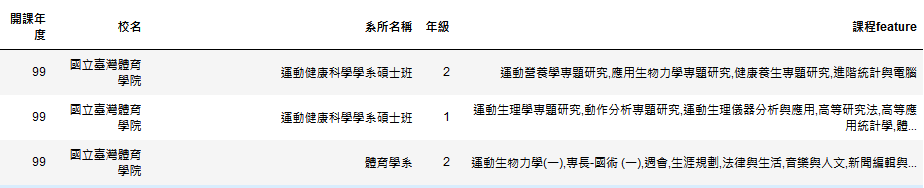 開課年度 校名 系所名稱 年級 課程feature
99 國立臺灣體育學院 運動健康科學學系碩士班 2 運動營養學專題研究,應用生物力學專題研究,健康養生專題研究,進階統計與電腦
99 國立臺灣體育學院 運動健康科學學系碩士班 1 運動生理學專題研究,動作分析專題研究,運動生理儀器分析與應用,高等研究法,高等應用統計學,體...
99 國立臺灣體育學院 體育學系 2 運動生物力學(一),專長-國術 (一),週會,生涯規劃,法律與生活,音樂與人文,新聞編輯與...